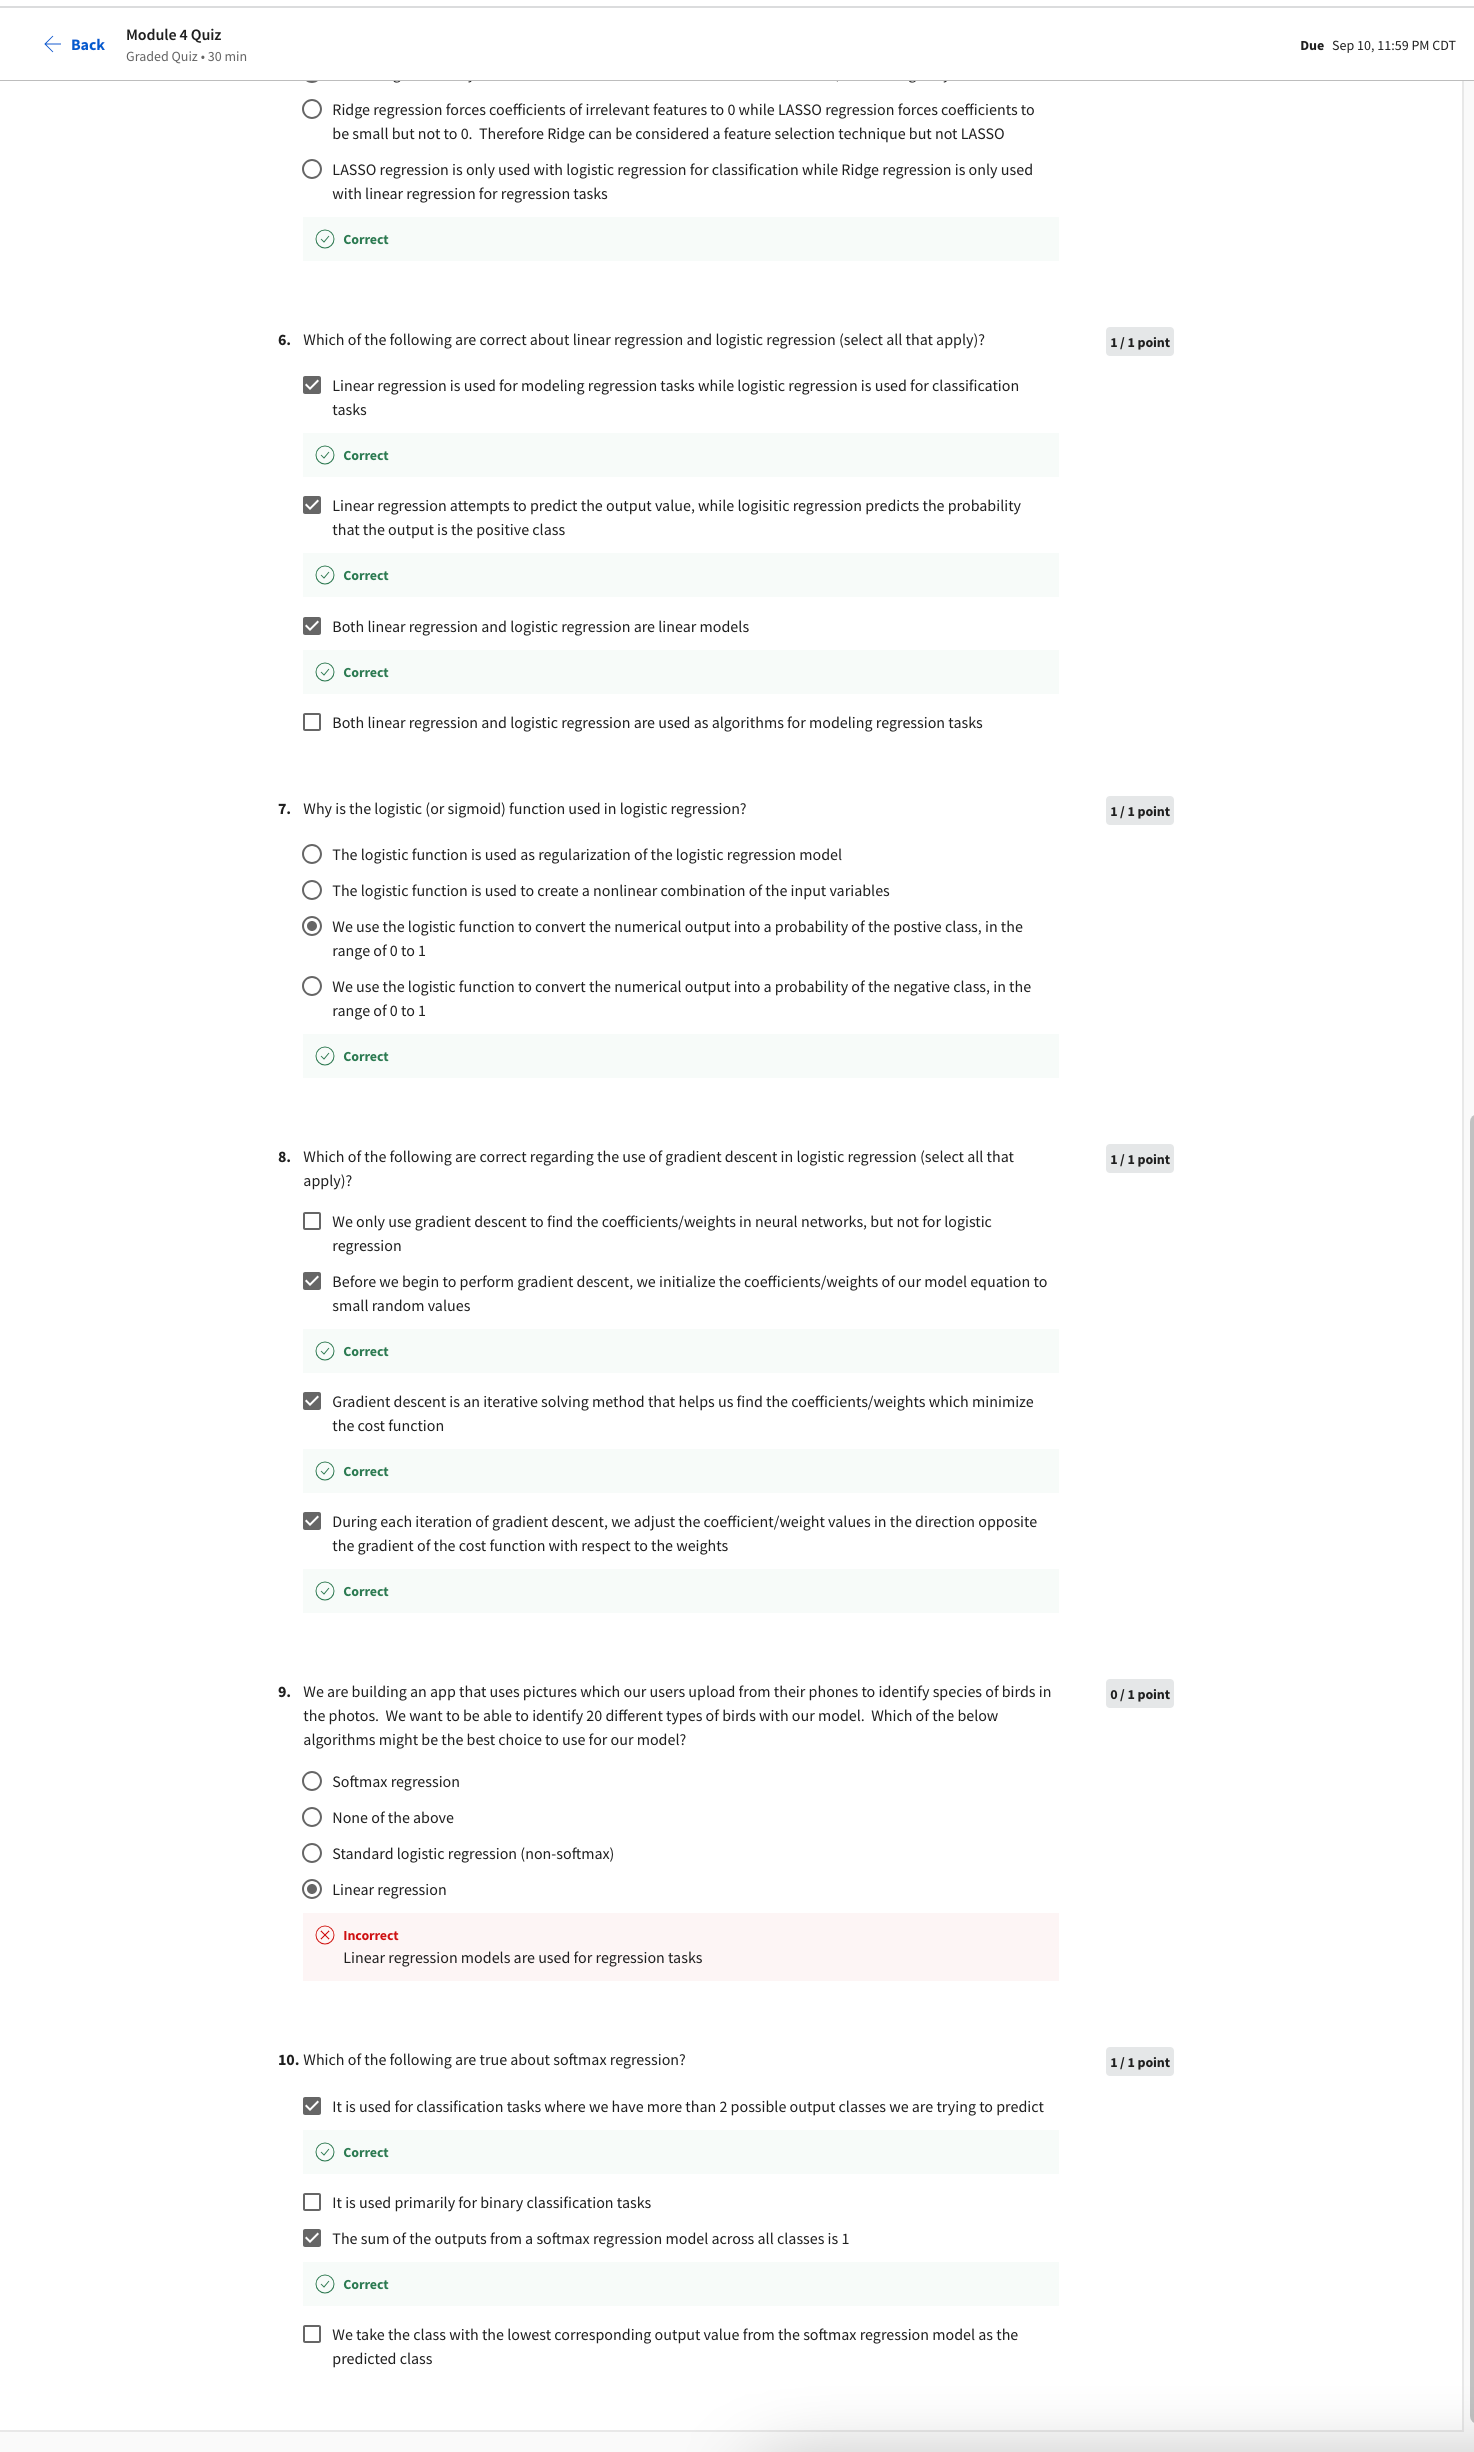 Back
Module 4 Quiz
Graded Quiz • 30 min
Due Sep 10, 11:59 PM CDT
Ridge regression forces coefficients of irrelevant features to 0 while LASSO regression forces coefficients to
be small but not to 0. Therefore Ridge can be considered a feature selection technique but not LASSO
LASSO regression is only used with logistic regression for classification while Ridge regression is only used
with linear regression for regression tasks
Correct
6. Which of the following are correct about linear regression and logistic regression (select all that apply)?
1 / 1 point
Linear regression is used for modeling regression tasks while logistic regression is used for classification
tasks
Correct
Linear regression attempts to predict the output value, while logisitic regression predicts the probability
that the output is the positive class
Correct
Both linear regression and logistic regression are linear models
Correct
Both linear regression and logistic regression are used as algorithms for modeling regression tasks
7. Why is the logistic (or sigmoid) function used in logistic regression?
1 / 1 point
The logistic function is used as regularization of the logistic regression model
The logistic function is used to create a nonlinear combination of the input variables
We use the logistic function to convert the numerical output into a probability of the postive class, in the
range of 0 to 1
We use the logistic function to convert the numerical output into a probability of the negative class, in the
range of 0 to 1
Correct
8. Which of the following are correct regarding the use of gradient descent in logistic regression (select all that
apply)?
1 / 1 point
We only use gradient descent to find the coefficients/weights in neural networks, but not for logistic
regression
Before we begin to perform gradient descent, we initialize the coefficients/weights of our model equation to
small random values
Correct
Gradient descent is an iterative solving method that helps us find the coefficients/weights which minimize
the cost function
Correct
During each iteration of gradient descent, we adjust the coefficient/weight values in the direction opposite
the gradient of the cost function with respect to the weights
Correct
9. We are building an app that uses pictures which our users upload from their phones to identify species of birds in
the photos. We want to be able to identify 20 different types of birds with our model. Which of the below
algorithms might be the best choice to use for our model?
0 / 1 point
Softmax regression
None of the above
Standard logistic regression (non-softmax)
Linear regression
Incorrect
Linear regression models are used for regression tasks
10. Which of the following are true about softmax regression?
1 / 1 point
It is used for classification tasks where we have more than 2 possible output classes we are trying to predict
Correct
It is used primarily for binary classification tasks
The sum of the outputs from a softmax regression model across all classes is 1
Correct
We take the class with the lowest corresponding output value from the softmax regression model as the
predicted class